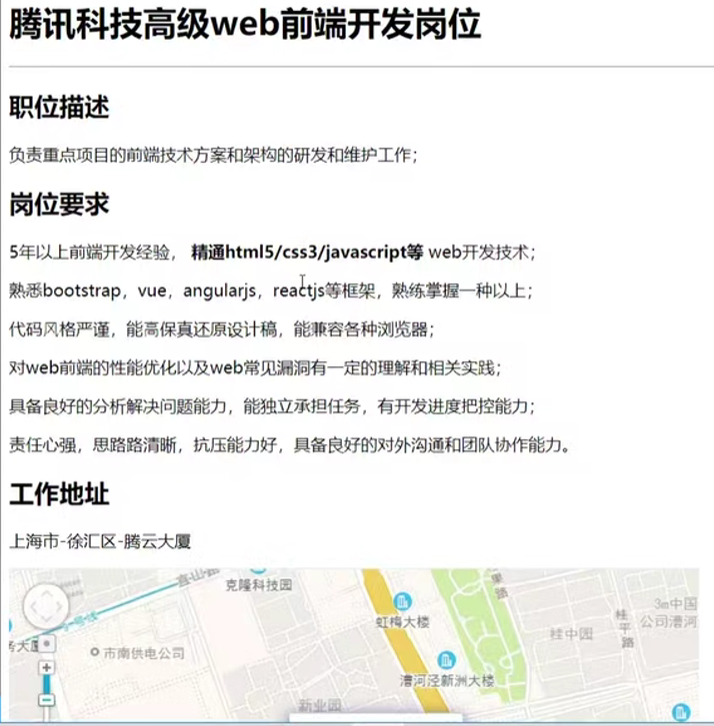 腾讯科技高级web前端开发岗位
职位描述
负责重点项目的前端技术方案和架构的研发和维护工作；
岗位要求
5年以上前端开发经验， 精通html5/css3/javascript等 web开发技术；
熟悉bootstrap，vue，angularjs，reactjs等框架，熟练掌握一种以上；
代码风格严谨，能高保真还原设计稿，能兼容各种浏览器；
对web前端的性能优化以及web常见漏洞有一定的理解和相关实践；
具备良好的分析解决问题能力，能独立承担任务，有开发进度把控能力；
责任心强，思路路清晰，抗压能力好，具备良好的对外沟通和团队协作能力。
工作地址
上海市-徐汇区-腾云大厦
宜山路
克隆科技园
果
路
号线
虹梅大楼
3m中国
公司漕河
桂平路
桂中园
市南供电公司
漕河泾新洲大楼
新业园